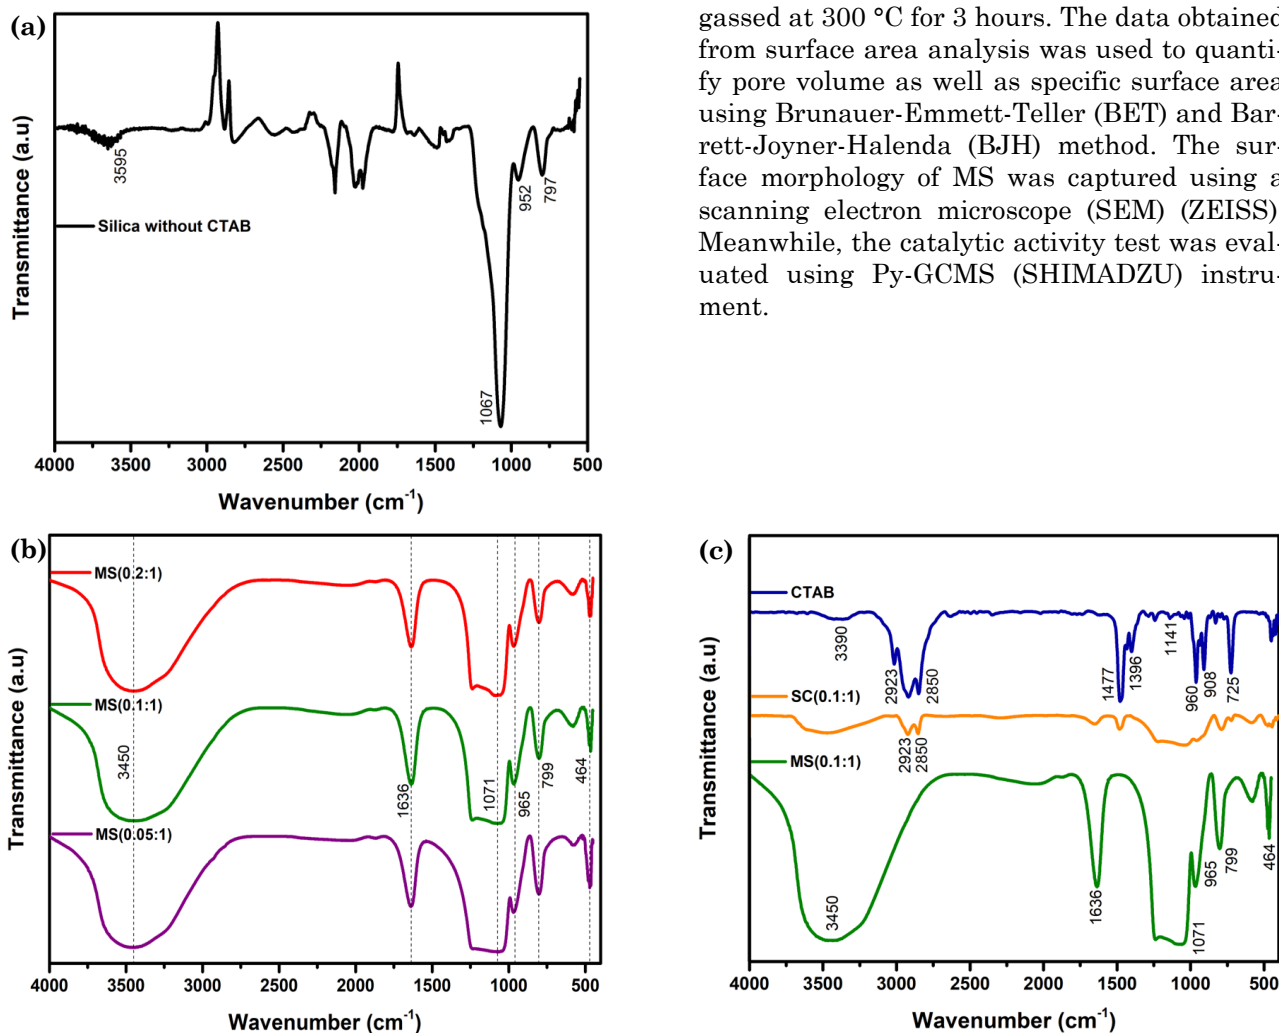 (a)
Transmittance (a.u)
3595
Silica without CTAB
1067
952
797
4000 3500 3000 2500 2000 1500 1000 500
Wavenumber (cm-1)
gassed at 300 °C for 3 hours. The data obtained
from surface area analysis was used to quanti-
fy pore volume as well as specific surface area
using Brunauer-Emmett-Teller (BET) and Bar-
rett-Joyner-Halenda (BJH) method. The sur-
face morphology of MS was captured using a
scanning electron microscope (SEM) (ZEISS)
Meanwhile, the catalytic activity test was eval-
uated using Py-GCMS (SHIMADZU) instru-
ment.
(b)
Transmittance (a.u)
MS(0.2:1)
MS(0.1:1)
3450
1636
1071
965
799
464
MS(0.05:1)
4000 3500 3000 2500 2000 1500 1000 500
Wavenumber (cm-1)
(c)
Transmittance (a.u)
CTAB
3390
2923
2850
1477
1396
1141
960
908
725
SC(0.1:1)
2923
2850
MS(0.1:1)
3450
1636
1071
965
799
464
4000 3500 3000 2500 2000 1500 1000 500
Wavenumber (cm-1)